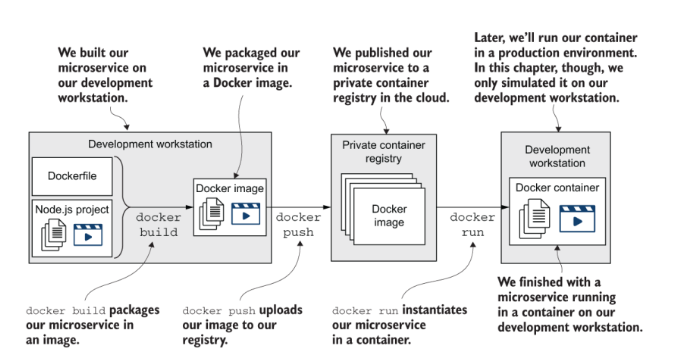 We built our
microservice on
our development
workstation.
We packaged our
microservice in
a Docker image.
We published our
microservice to a
private container
registry in the cloud.
Later, we’ll run our container
in a production environment.
In this chapter, though, we
only simulated it on our
development workstation.
Development workstation
Dockerfile
Node.js project
docker
build
Docker image
docker
push
Private container
registry
Docker
image
docker
run
Development
workstation
Docker container
docker build packages
our microservice in
an image.
docker push uploads
our image to our
registry.
docker run instantiates
our microservice
in a container.
We finished with a
microservice running
in a container on our
development workstation.